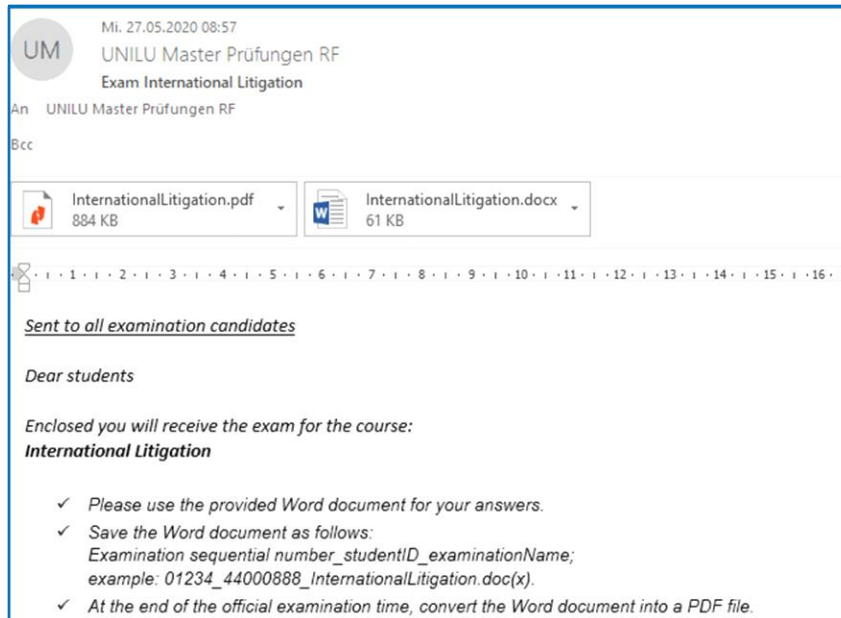 Mi. 27.05.2020 08:57
UM
UNILU Master Prüfungen RF
Exam International Litigation
An UNILU Master Prüfungen RF
Bcc
InternationalLitigation.pdf
884 KB
InternationalLitigation.docx
61 KB
1 2 3 4 5 6 7 8 9 10 11 12 13 14 15 16
Sent to all examination candidates
Dear students
Enclosed you will receive the exam for the course:
International Litigation
✓ Please use the provided Word document for your answers.
✓ Save the Word document as follows:
Examination sequential number_studentID_examinationName;
example: 01234_44000888_InternationalLitigation.doc(x).
✓ At the end of the official examination time, convert the Word document into a PDF file.